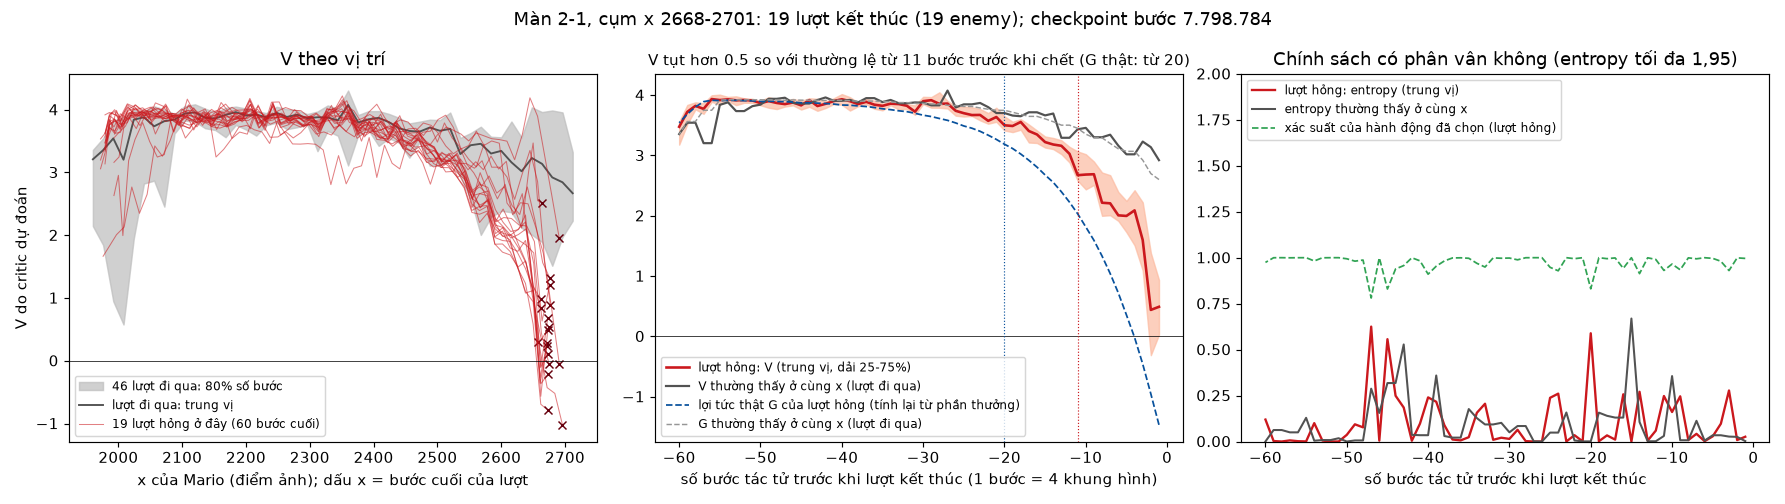 Màn 2-1, cụm x 2668-2701: 19 lượt kết thúc (19 enemy); checkpoint bước 7.798.784
V theo vị trí
V do critic dự đoán
4
3
2
1
0
−1
46 lượt đi qua: 80% số bước
lượt đi qua: trung vị
19 lượt hỏng ở đây (60 bước cuối)
2000
2100
2200
2300
2400
2500
2600
2700
x của Mario (điểm ảnh); dấu x = bước cuối của lượt
V tụt hơn 0.5 so với thường lệ từ 11 bước trước khi chết (G thật: từ 20)
4
3
2
1
0
−1
lượt hỏng: V (trung vị, dải 25-75%)
V thường thấy ở cùng x (lượt đi qua)
lợi tức thật G của lượt hỏng (tính lại từ phần thưởng)
G thường thấy ở cùng x (lượt đi qua)
−60
−50
−40
−30
−20
−10
0
số bước tác tử trước khi lượt kết thúc (1 bước = 4 khung hình)
Chính sách có phân vân không (entropy tối đa 1,95)
2.00
1.75
1.50
1.25
1.00
0.75
0.50
0.25
0.00
lượt hỏng: entropy (trung vị)
entropy thường thấy ở cùng x
xác suất của hành động đã chọn (lượt hỏng)
−60
−50
−40
−30
−20
−10
0
số bước tác tử trước khi lượt kết thúc